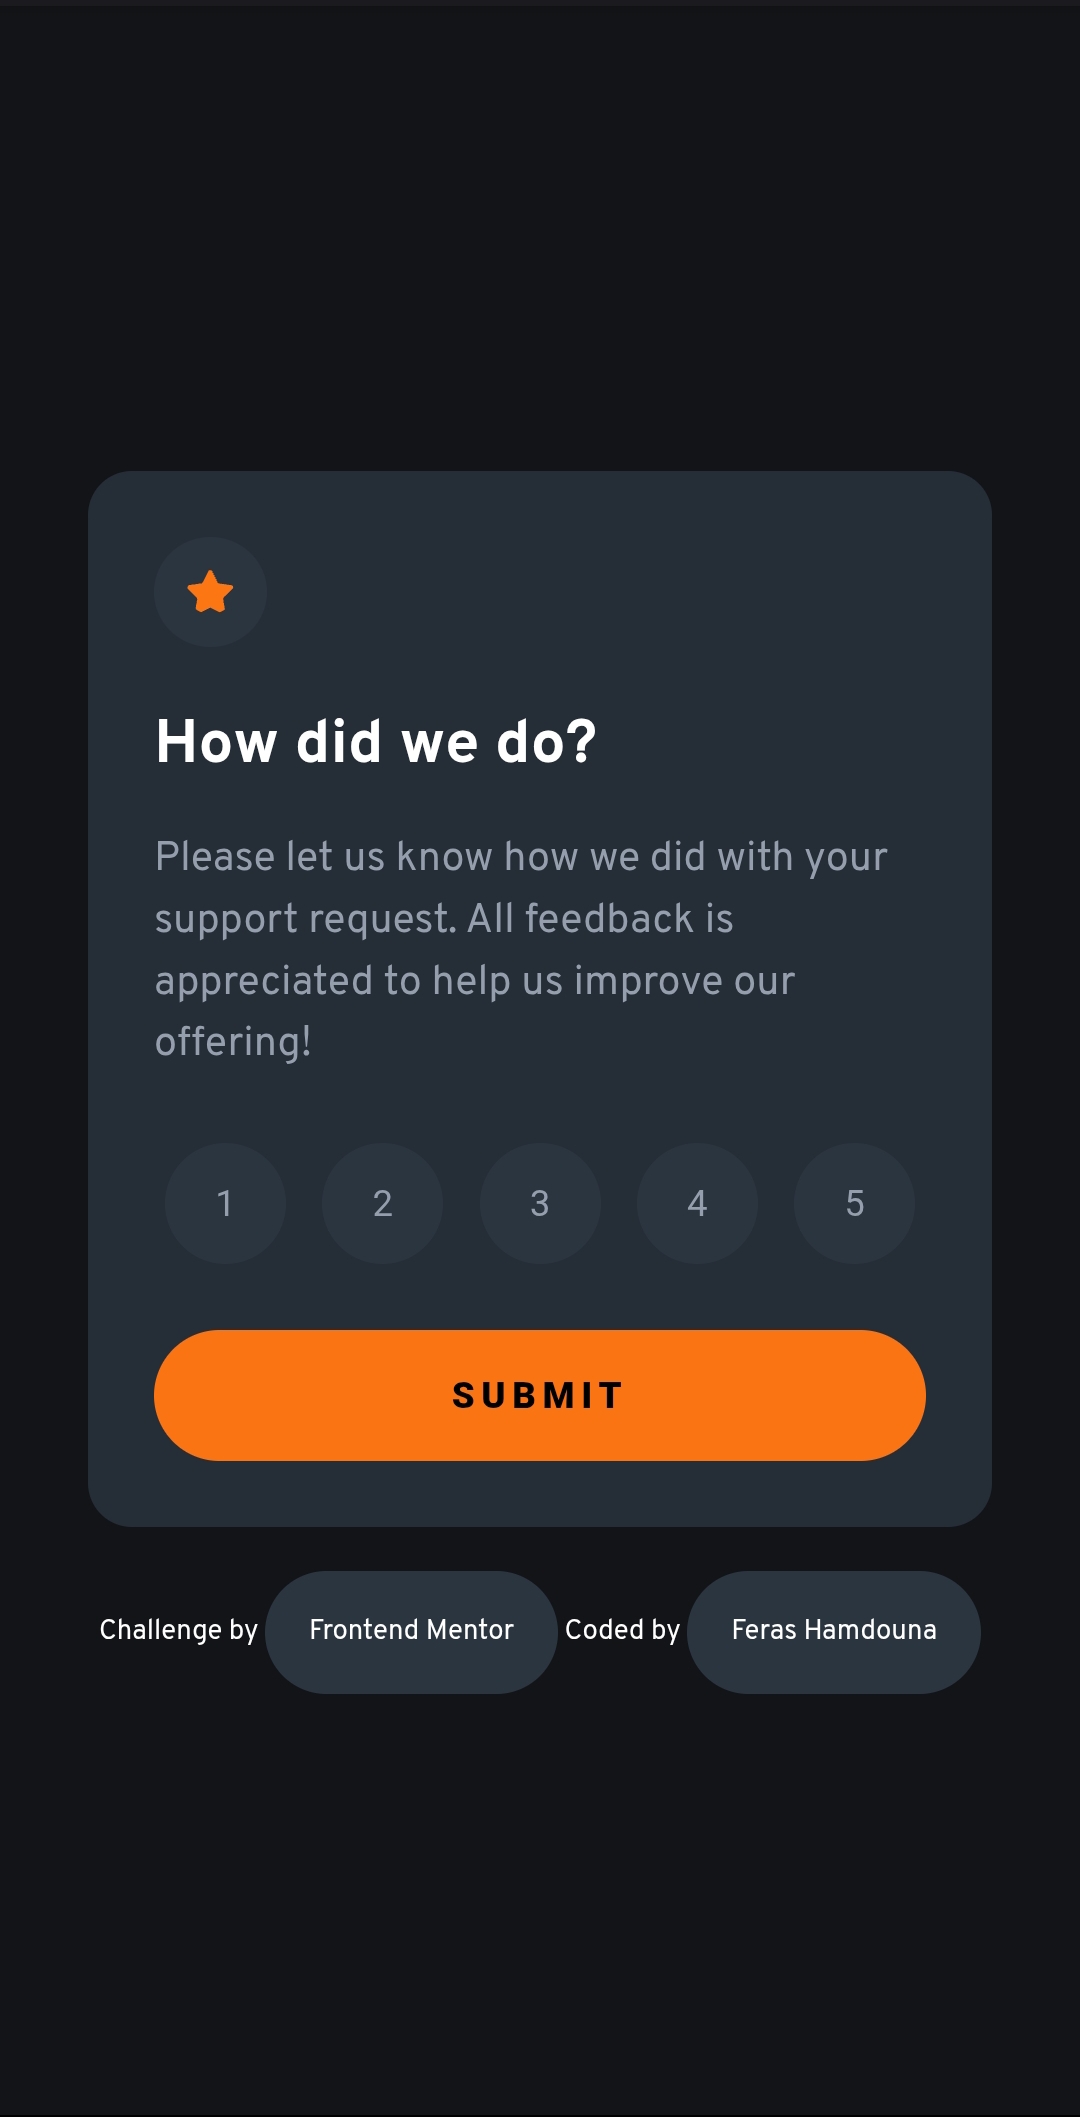 How did we do?
Please let us know how we did with your
support request. All feedback is
appreciated to help us improve our
offering!
1 2 3 4 5
SUBMIT
Challenge by Frontend Mentor Coded by Feras Hamdouna